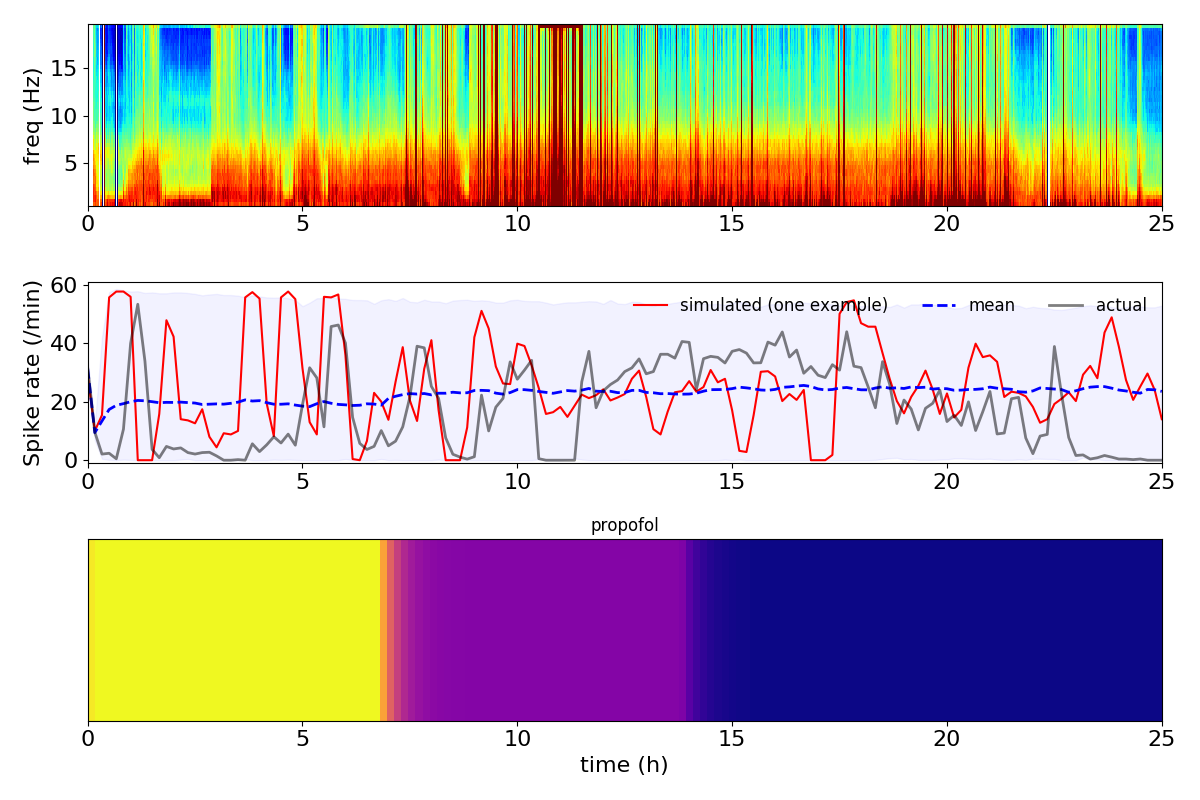 freq (Hz)
15
10
5
0 5 10 15 20 25
Spike rate (/min)
60
40
20
0
simulated (one example) mean actual
0 5 10 15 20 25
propofol
0 5 10 15 20 25
time (h)